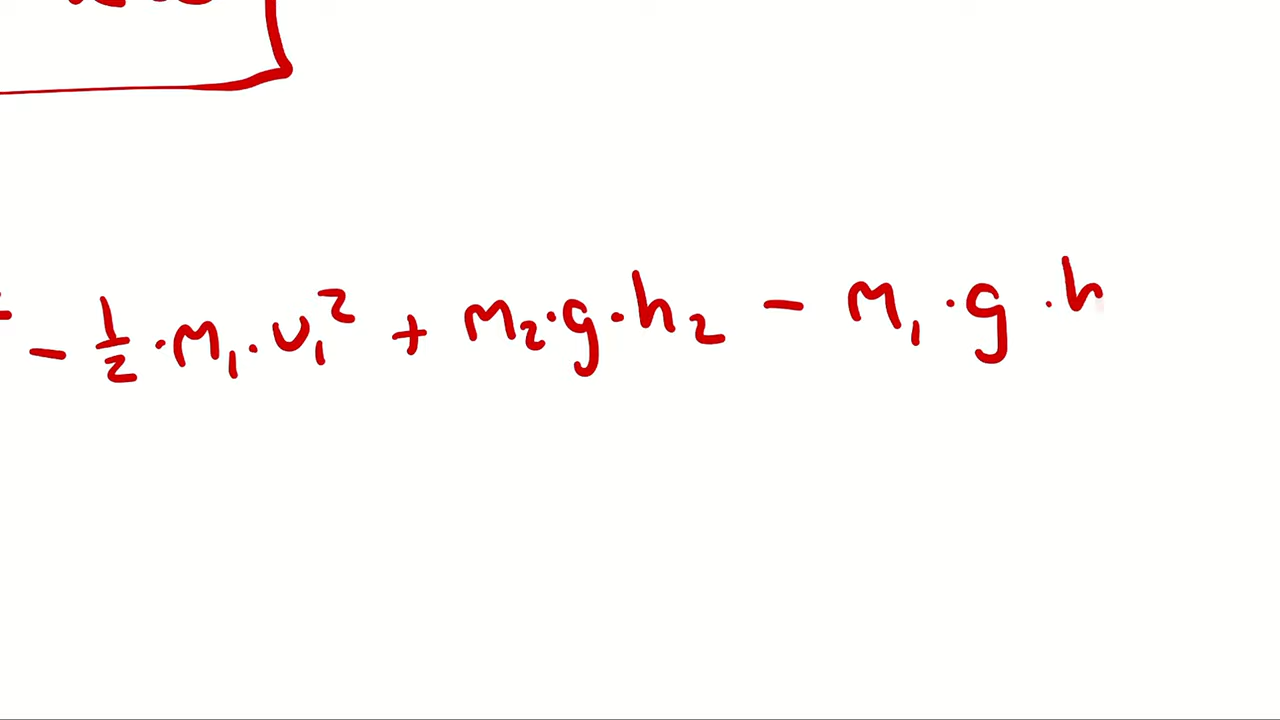 - 1/2 · m₁ · v₁² + m₂ · g · h₂ - m₁ · g · h